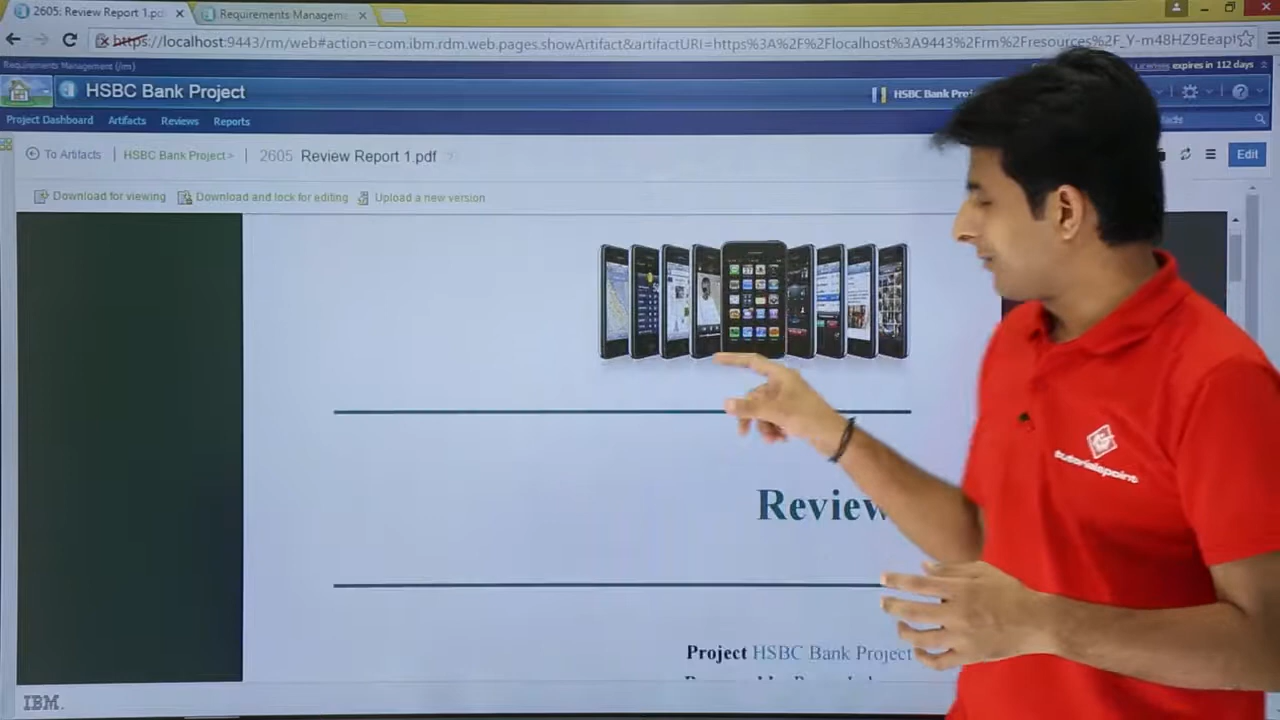 2605: Review Report 1.pd
Requirements Manageme
https://localhost:9443/rm/web#action=com.ibm.rdm.web.pages.showArtifact&artifactURI=https%3A%2F%2Flocalhost%3A9443%2Frm%2Fresources%2F_Y-m48HZ9Eeap
Requirements Management (/rm)
expires in 112 days
HSBC Bank Project
HSBC Bank Proje
Project Dashboard Artifacts Reviews Reports
To Artifacts HSBC Bank Project> 2605 Review Report 1.pdf
Edit
Download for viewing Download and lock for editing Upload a new version
Review
tutorialspoint
Project HSBC Bank Project
IBM.